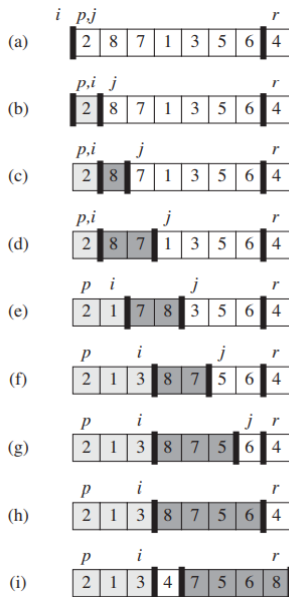 i p,j r
(a) 2 8 7 1 3 5 6 4
p,i j r
(b) 2 8 7 1 3 5 6 4
p,i j r
(c) 2 8 7 1 3 5 6 4
p,i j r
(d) 2 8 7 1 3 5 6 4
p i j r
(e) 2 1 7 8 3 5 6 4
p i j r
(f) 2 1 3 8 7 5 6 4
p i j r
(g) 2 1 3 8 7 5 6 4
p i r
(h) 2 1 3 8 7 5 6 4
p i r
(i) 2 1 3 4 7 5 6 8